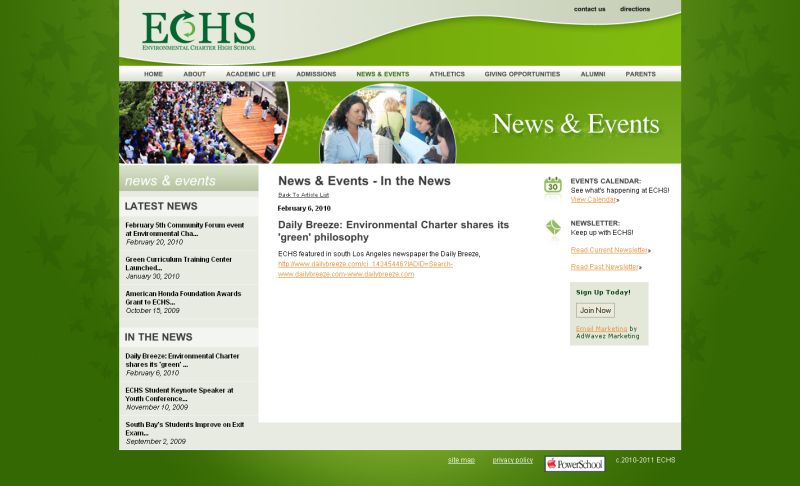 contact us
directions
ECHS
ENVIRONMENTAL CHARTER HIGH SCHOOL
HOME
ABOUT
ACADEMIC LIFE
ADMISSIONS
NEWS & EVENTS
ATHLETICS
GIVING OPPORTUNITIES
ALUMNI
PARENTS
News & Events
news & events
LATEST NEWS
February 5th Community Forum event
at Environmental Cha...
February 20, 2010
Green Curriculum Training Center
Launched...
January 30, 2010
American Honda Foundation Awards
Grant to ECHS...
October 15, 2009
IN THE NEWS
Daily Breeze: Environmental Charter
shares its 'green' ...
February 6, 2010
ECHS Student Keynote Speaker at
Youth Conference...
November 10, 2009
South Bay's Students Improve on Exit
Exam...
September 2, 2009
News & Events - In the News
Back To Article List
February 6, 2010
Daily Breeze: Environmental Charter shares its
'green' philosophy
ECHS featured in south Los Angeles newspaper the Daily Breeze,
http://www.dailybreeze.com/ci_14345446?IADID=Search-
www.dailybreeze.com-www.dailybreeze.com
30
EVENTS CALENDAR:
See what's happening at ECHS!
View Calendar»
NEWSLETTER:
Keep up with ECHS!
Read Current Newsletter»
Read Past Newsletter»
Sign Up Today!
Join Now
Email Marketing by
AdWavez Marketing
site map
privacy policy
PowerSchool
c.2010-2011 ECHS